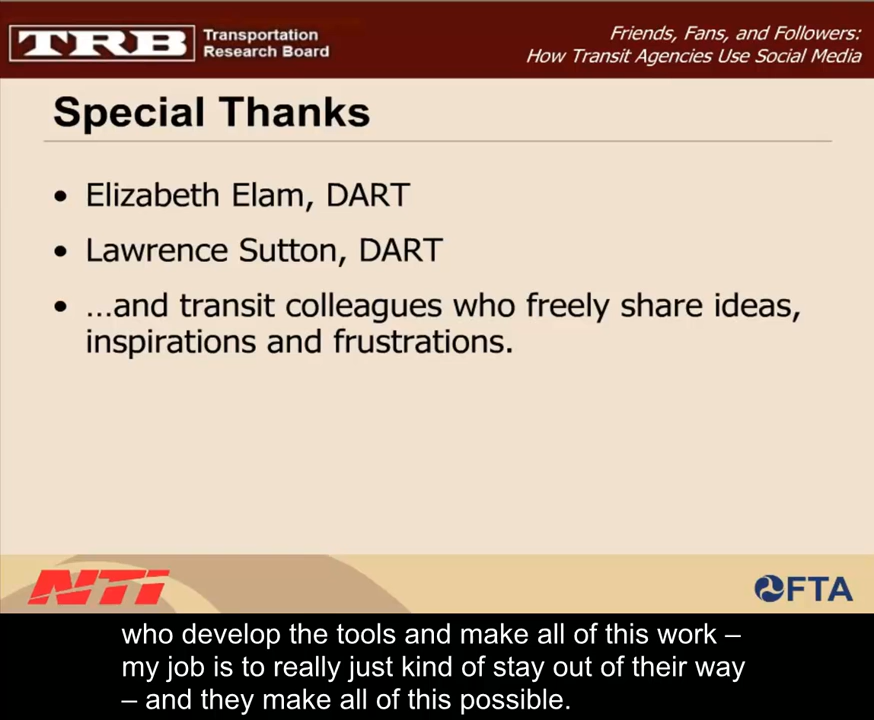 TRB Transportation
Research Board
Friends, Fans, and Followers:
How Transit Agencies Use Social Media
Special Thanks
• Elizabeth Elam, DART
• Lawrence Sutton, DART
• ...and transit colleagues who freely share ideas,
inspirations and frustrations.
NTI
FTA
who develop the tools and make all of this work –
my job is to really just kind of stay out of their way
– and they make all of this possible.